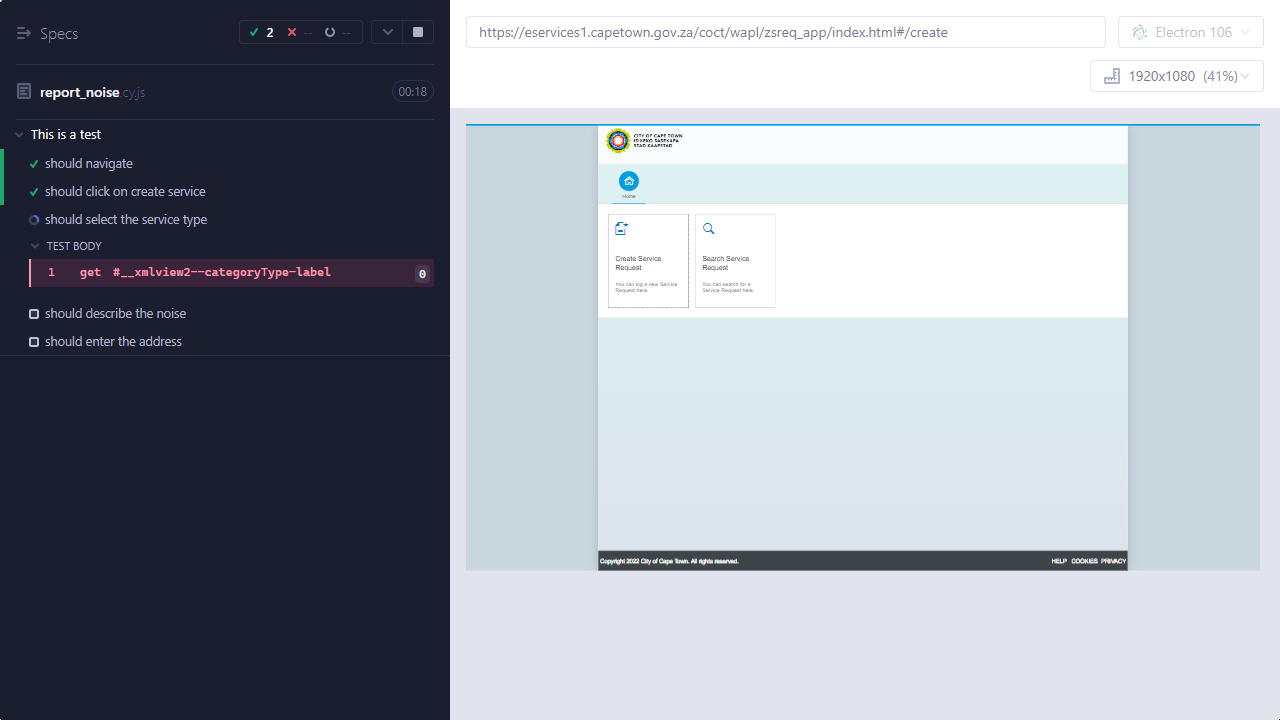 Specs
2 -- --
report_noise.cy.js
00:18
This is a test
should navigate
should click on create service
should select the service type
TEST BODY
1 get #__xmlview2--categoryType-label 0
should describe the noise
should enter the address
https://eservices1.capetown.gov.za/coct/wapl/zsreq_app/index.html#/create
Electron 106
1920x1080 (41%)
CITY OF CAPE TOWN
ISIXEKO SASEKAPA
STAD KAAPSTAD
Home
Create Service
Request
You can log a new Service
Request here.
Search Service
Request
You can search for a
Service Request here.
Copyright 2022 City of Cape Town. All rights reserved.
HELP COOKIES PRIVACY